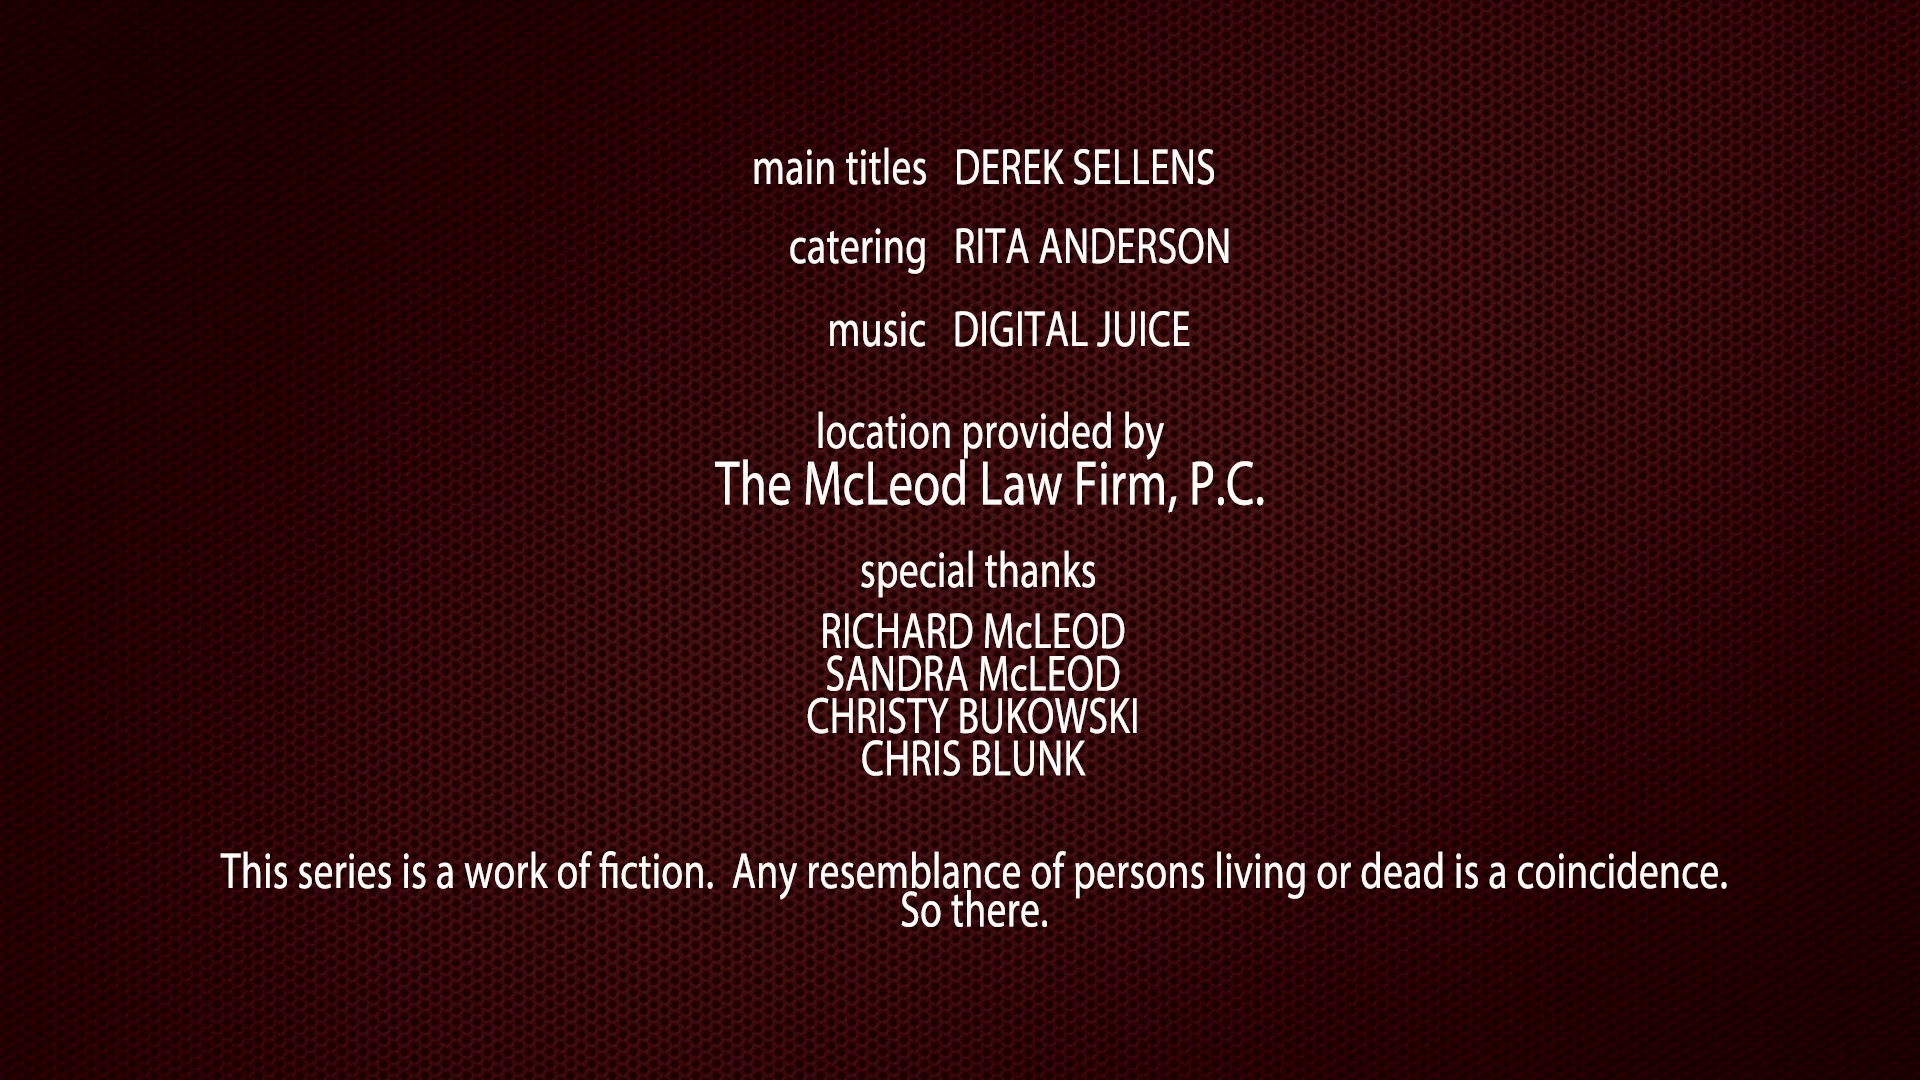 main titles DEREK SELLENS
catering RITA ANDERSON
music DIGITAL JUICE
location provided by
The McLeod Law Firm, P.C.
special thanks
RICHARD McLEOD
SANDRA McLEOD
CHRISTY BUKOWSKI
CHRIS BLUNK
This series is a work of fiction.  Any resemblance of persons living or dead is a coincidence.
So there.